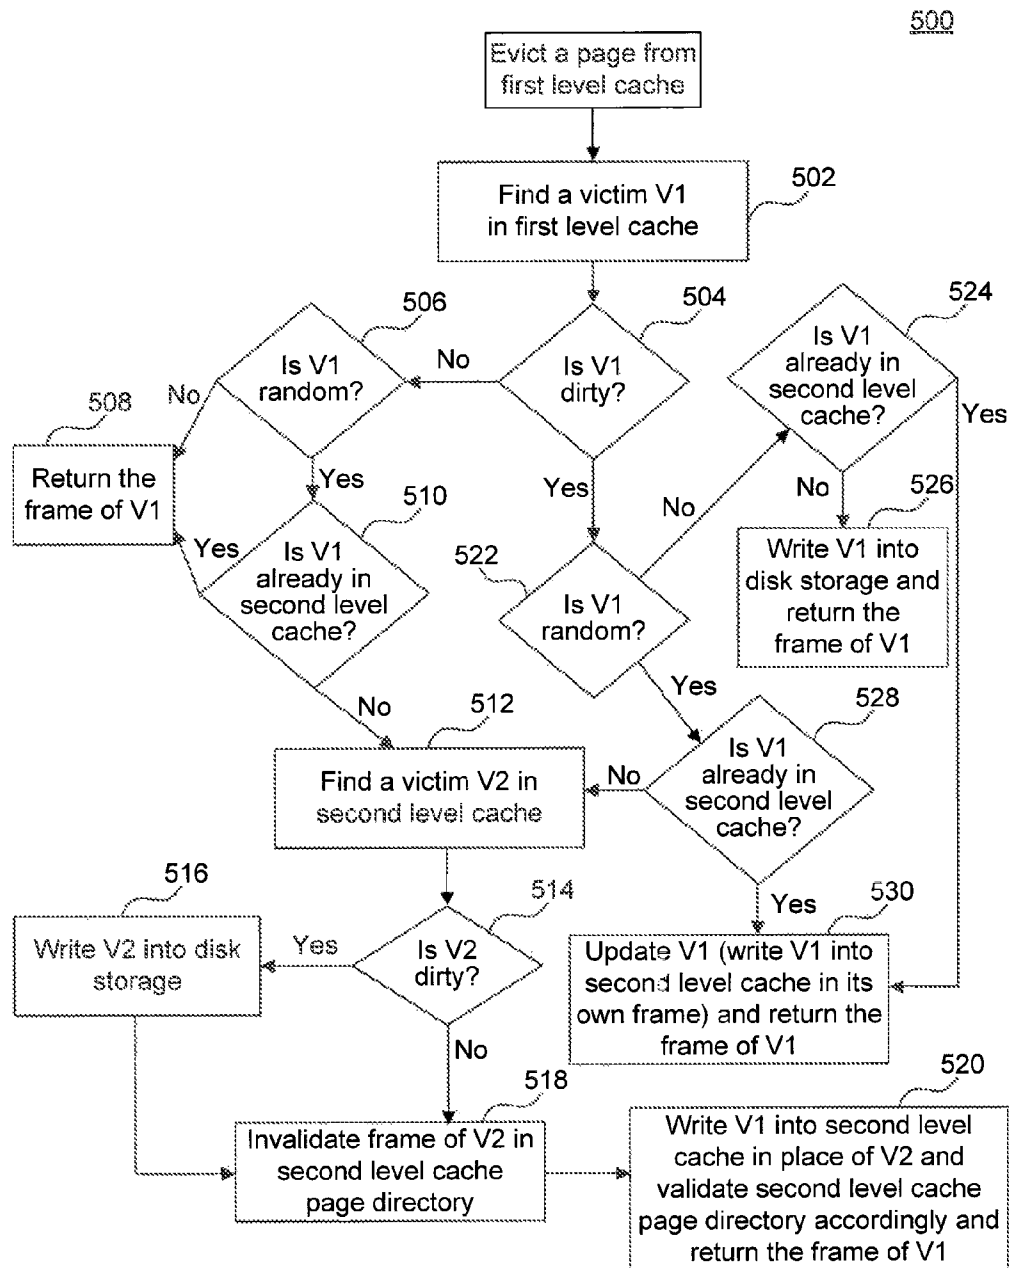 500
Evict a page from
first level cache
502
Find a victim V1
in first level cache
506
504
524
Is V1
random?
No
Is V1
dirty?
Is V1
already in
second level
cache?
508
No
Yes
Return the
frame of V1
Yes
510
Yes
No
No
526
Yes
Is V1
already in
second level
cache?
522
Is V1
random?
Write V1 into
disk storage and
return the
frame of V1
No
512
Yes
528
Find a victim V2 in
second level cache
No
Is V1
already in
second level
cache?
516
514
Yes
530
Write V2 into disk
storage
Yes
Is V2
dirty?
Update V1 (write V1 into
second level cache in its
own frame) and return the
frame of V1
No
518
520
Invalidate frame of V2 in
second level cache
page directory
Write V1 into second level
cache in place of V2 and
validate second level cache
page directory accordingly and
return the frame of V1